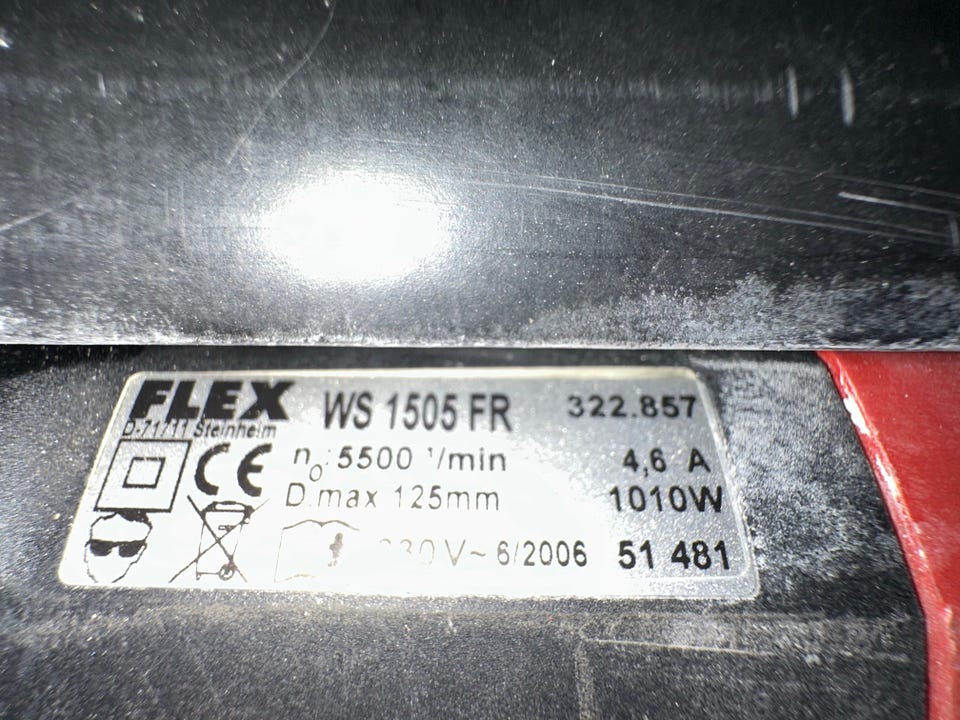 FLEX WS 1505 FR 322.857
D-71711 Steinheim
CE n₀: 5500 ¹/min 4,6 A
D.max 125mm 1010W
V~ 6/2006 51 481